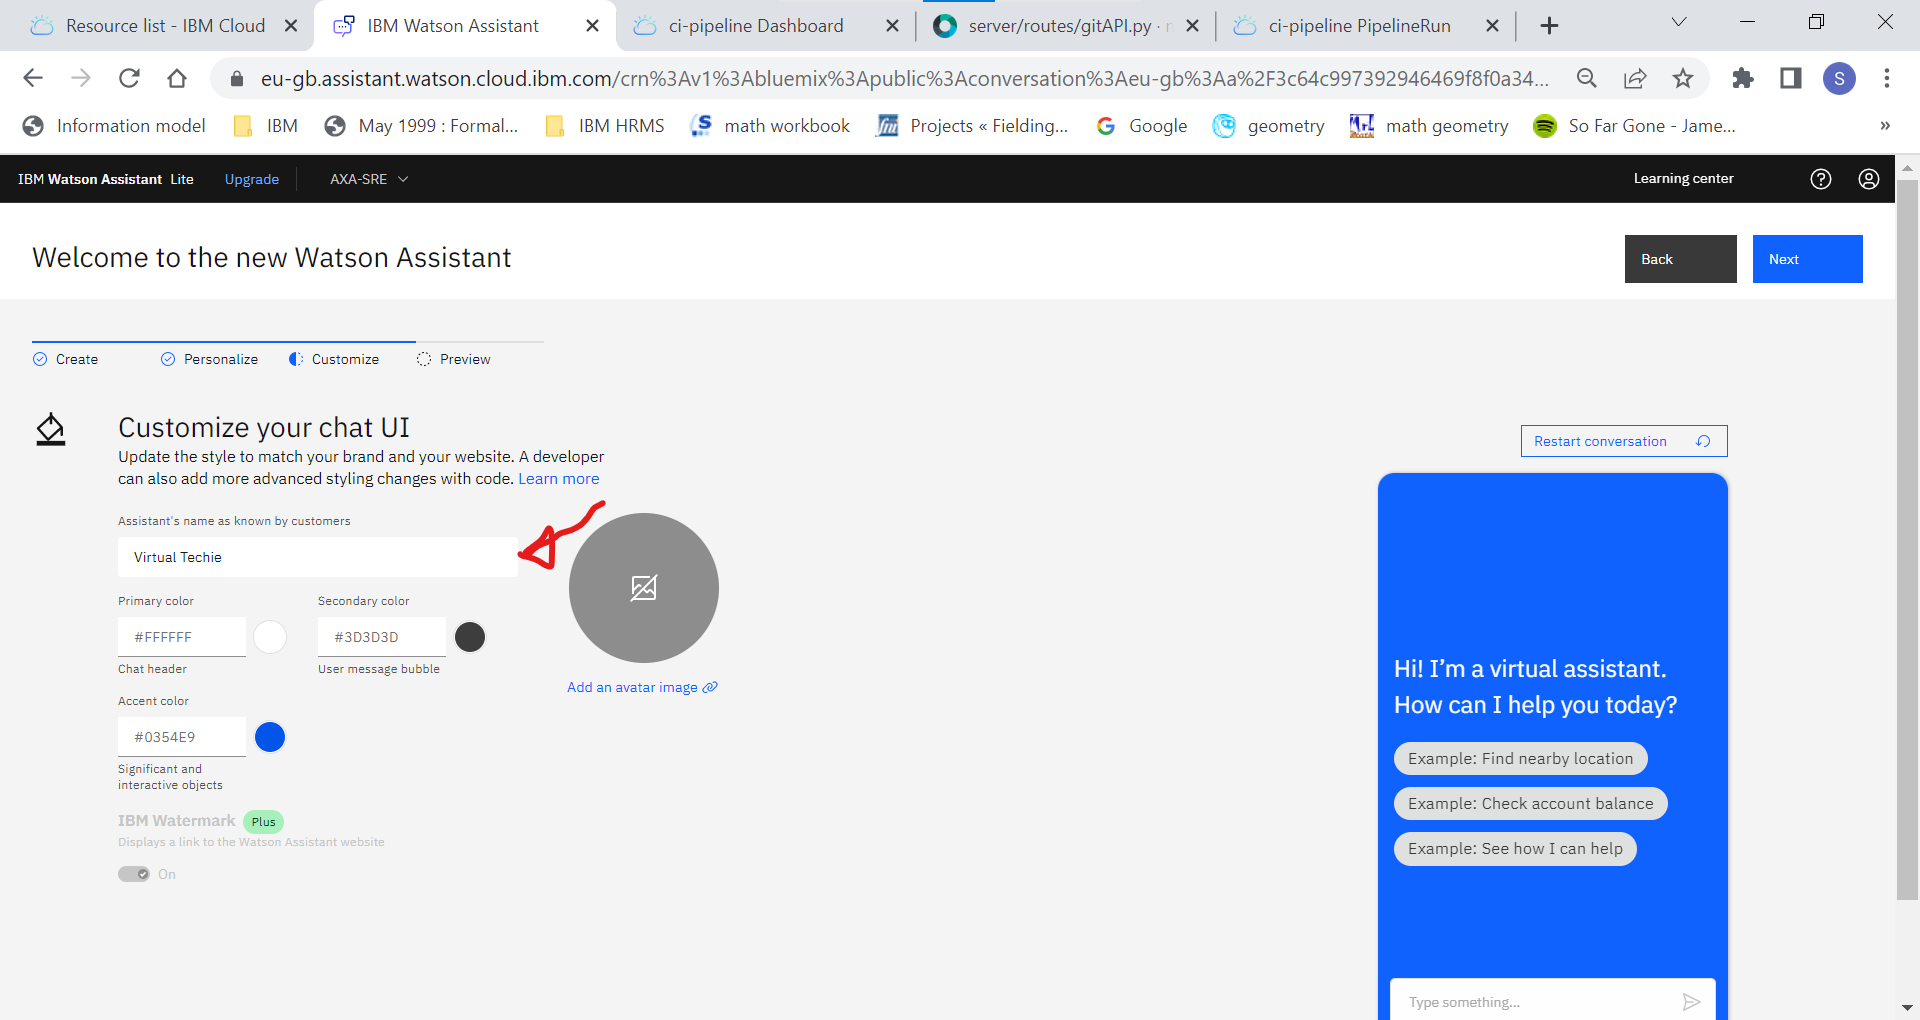 Resource list - IBM Cloud
IBM Watson Assistant
ci-pipeline Dashboard
server/routes/gitAPI.py ·
ci-pipeline PipelineRun
eu-gb.assistant.watson.cloud.ibm.com/crn%3Av1%3Abluemix%3Apublic%3Aconversation%3Aeu-gb%3Aa%2F3c64c997392946469f8f0a34...
S
Information model
IBM
May 1999 : Formal...
IBM HRMS
math workbook
Projects « Fielding...
Google
geometry
math geometry
So Far Gone - Jame...
»
IBM Watson Assistant Lite
Upgrade
AXA-SRE
Learning center
Welcome to the new Watson Assistant
Back
Next
Create
Personalize
Customize
Preview
Customize your chat UI
Update the style to match your brand and your website. A developer
can also add more advanced styling changes with code. Learn more
Assistant's name as known by customers
Virtual Techie
Primary color
Secondary color
#FFFFFF
#3D3D3D
Chat header
User message bubble
Add an avatar image
Accent color
#0354E9
Significant and
interactive objects
IBM Watermark
Plus
Displays a link to the Watson Assistant website
On
Restart conversation
Hi! I'm a virtual assistant.
How can I help you today?
Example: Find nearby location
Example: Check account balance
Example: See how I can help
Type something...